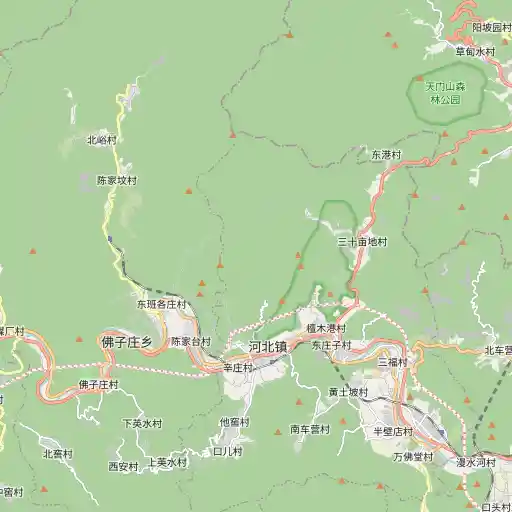 阳坡园村
草甸水村
天门山森
林公园
北峪村
东港村
陈家坟村
三十亩地村
东班各庄村
檀木港村
佛子庄乡
陈家台村
河北镇
东庄子村
北车营
三福村
辛庄村
佛子庄村
黄土坡村
下英水村
他窖村
南车营村
半壁店村
北窖村
口儿村
万佛堂村
西安村
上英水村
漫水河村
中窖村
口头村